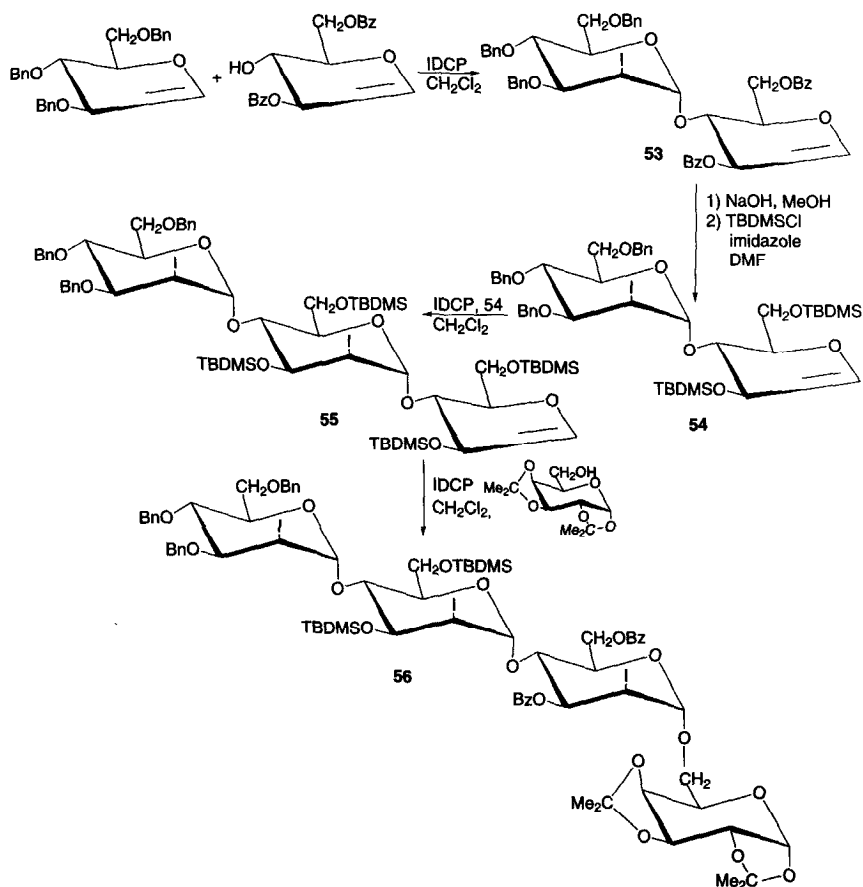 CH₂OBn
O
BnO
BnO
+
CH₂OBz
O
HO
BzO
IDCP
CH₂Cl₂
CH₂OBn
O
BnO
BnO
O
CH₂OBz
O
BzO
53
1) NaOH, MeOH
2) TBDMSCl
imidazole
DMF
CH₂OBn
O
BnO
BnO
O
CH₂OTBDMS
O
TBDMSO
54
IDCP, 54
CH₂Cl₂
CH₂OBn
O
BnO
BnO
O
CH₂OTBDMS
O
TBDMSO
O
CH₂OTBDMS
O
TBDMSO
55
IDCP
CH₂Cl₂,
O
CH₂OH
O
Me₂C
O
O
Me₂C
O
CH₂OBn
O
BnO
BnO
O
CH₂OTBDMS
O
TBDMSO
O
CH₂OBz
O
BzO
56
O
CH₂
O
O
Me₂C
O
O
Me₂C
O